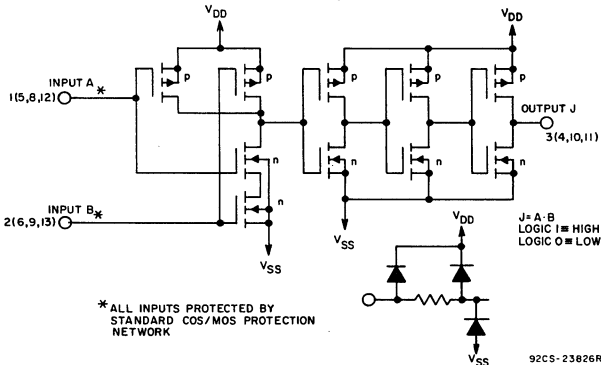 VDD
VDD
p
p
p
p
p
INPUT A *
1(5,8,12)
OUTPUT J
3(4,10,11)
n
n
n
n
n
INPUT B *
2(6,9,13)
VSS
VSS
J=A·B
LOGIC 1≡ HIGH
LOGIC 0≡ LOW
VDD
* ALL INPUTS PROTECTED BY
STANDARD COS/MOS PROTECTION
NETWORK
VSS
92CS-23826R